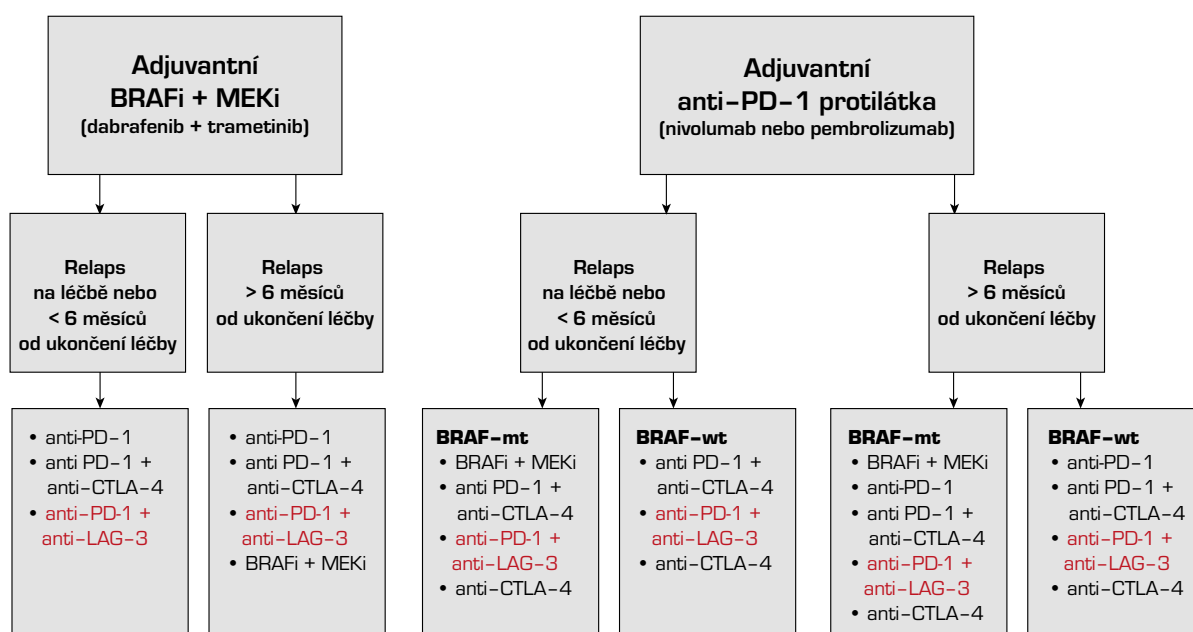 Adjuvantní
BRAFi + MEKi
(dabrafenib + trametinib)
Adjuvantní
anti–PD–1 protilátka
(nivolumab nebo pembrolizumab)
Relaps
na léčbě nebo
< 6 měsíců
od ukončení léčby
Relaps
> 6 měsíců
od ukončení léčby
Relaps
na léčbě nebo
< 6 měsíců
od ukončení léčby
Relaps
> 6 měsíců
od ukončení léčby
• anti-PD–1
• anti PD–1 +
anti–CTLA–4
• anti–PD-1 +
anti–LAG–3
• anti-PD–1
• anti PD–1 +
anti–CTLA–4
• anti–PD-1 +
anti–LAG–3
• BRAFi + MEKi
BRAF–mt
• BRAFi + MEKi
• anti PD–1 +
anti–CTLA–4
• anti–PD-1 +
anti–LAG–3
• anti–CTLA–4
BRAF–wt
• anti PD–1 +
anti–CTLA–4
• anti–PD-1 +
anti–LAG–3
• anti–CTLA–4
BRAF–mt
• BRAFi + MEKi
• anti-PD–1
• anti PD–1 +
anti–CTLA–4
• anti–PD-1 +
anti–LAG–3
• anti–CTLA–4
BRAF–wt
• anti-PD–1
• anti PD–1 +
anti–CTLA–4
• anti–PD-1 +
anti–LAG–3
• anti–CTLA–4